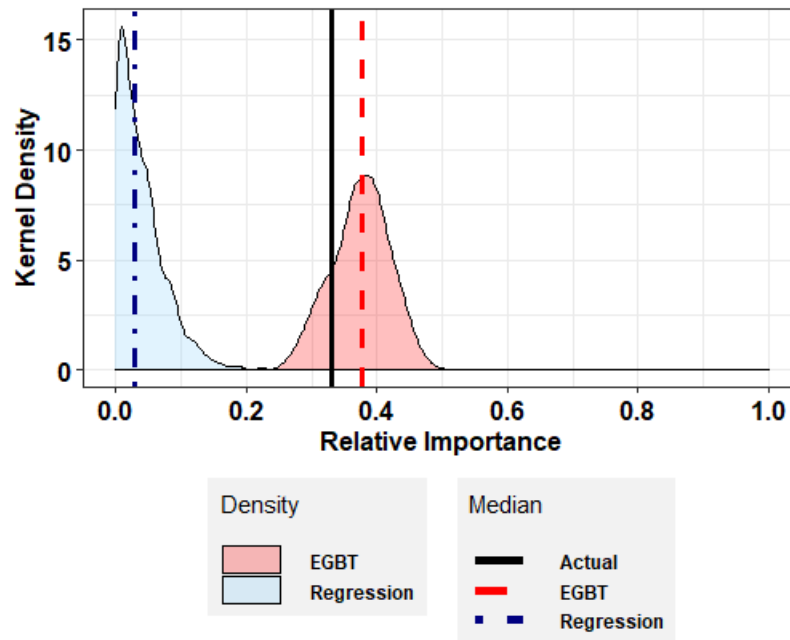 15
10
5
0
Kernel Density
0.0 0.2 0.4 0.6 0.8 1.0
Relative Importance
Density
EGBT
Regression
Median
Actual
EGBT
Regression